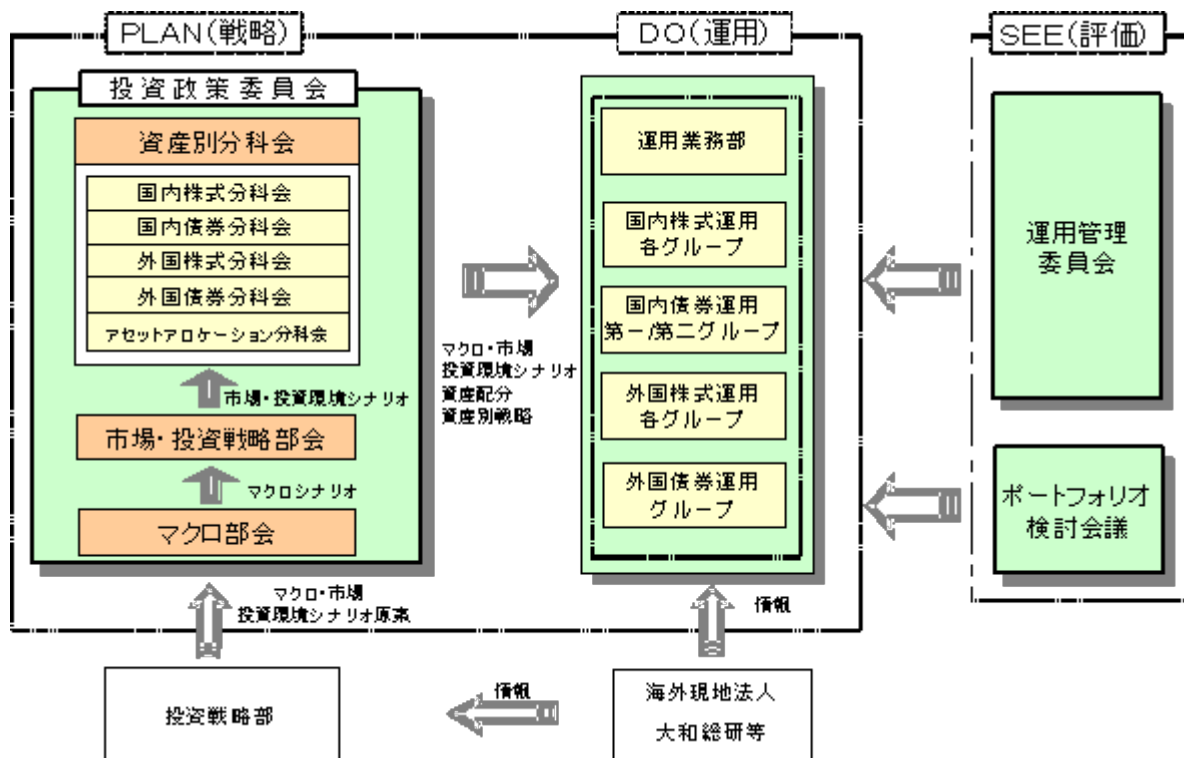 PLAN(戦略)
投資政策委員会
資産別分科会
国内株式分科会
国内債券分科会
外国株式分科会
外国債券分科会
アセットアロケーション分科会
市場・投資環境シナリオ
市場・投資戦略部会
マクロシナリオ
マクロ部会
マクロ・市場
投資環境シナリオ原案
投資戦略部
マクロ・市場
投資環境シナリオ
資産配分
資産別戦略
DO(運用)
運用業務部
国内株式運用
各グループ
国内債券運用
第一/第二グループ
外国株式運用
各グループ
外国債券運用
グループ
情報
情報
海外現地法人
大和総研等
SEE(評価)
運用管理
委員会
ポートフォリオ
検討会議